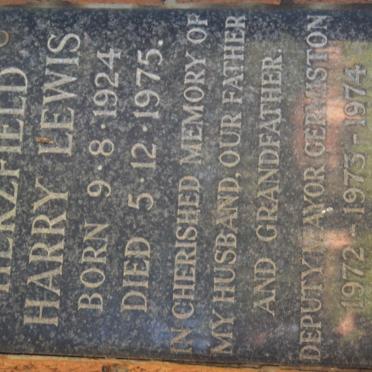 HERZFIELD
HARRY LEWIS
BORN 9·8·1924
DIED 5·12·1975.
IN CHERISHED MEMORY OF
MY HUSBAND, OUR FATHER
AND GRANDFATHER.
DEPUTY MAYOR GERMISTON
1972 - 1973 - 1974